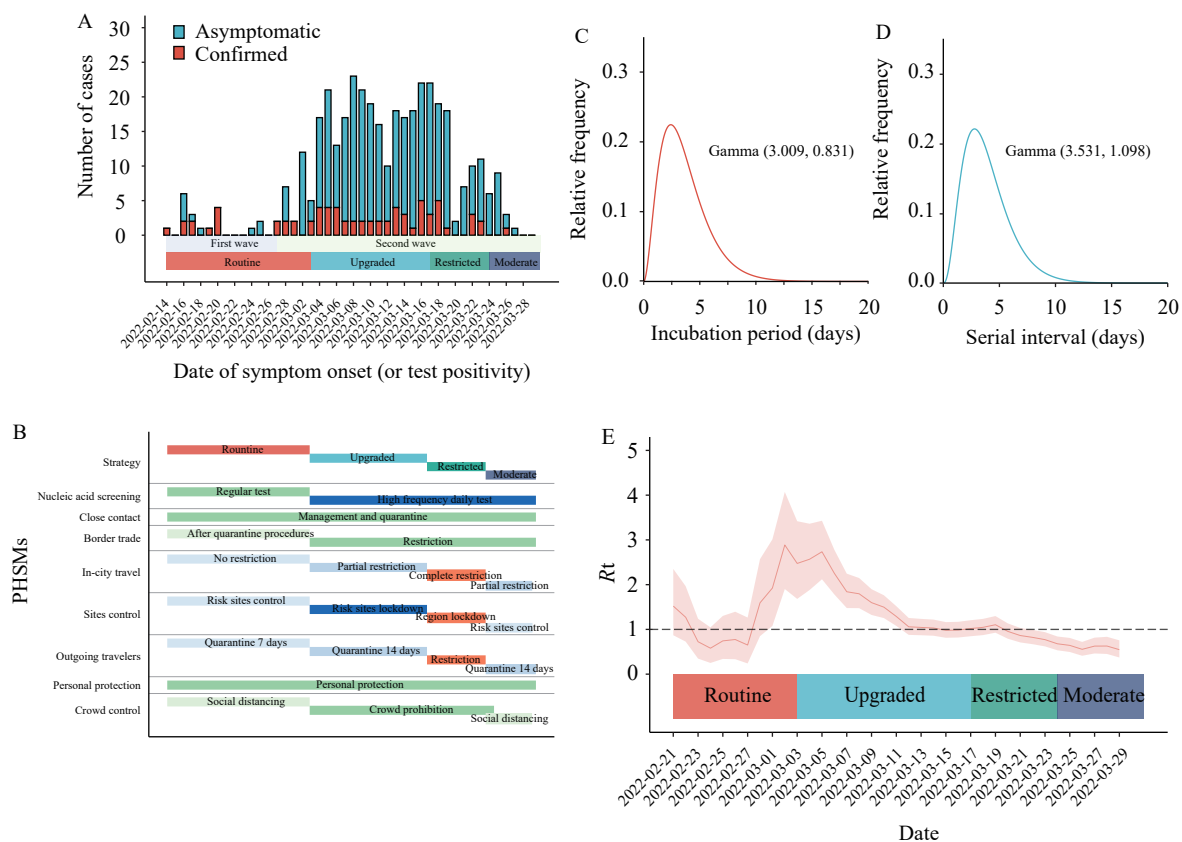 A
30
25
20
15
10
5
0
Number of cases
Asymptomatic
Confirmed
First wave
Second wave
Routine
Upgraded
Restricted
Moderate
2022-02-14
2022-02-16
2022-02-18
2022-02-20
2022-02-22
2022-02-24
2022-02-26
2022-02-28
2022-03-02
2022-03-04
2022-03-06
2022-03-08
2022-03-10
2022-03-12
2022-03-14
2022-03-16
2022-03-18
2022-03-20
2022-03-22
2022-03-24
2022-03-26
2022-03-28
Date of symptom onset (or test positivity)
C
0.3
0.2
0.1
0.0
Relative frequency
Gamma (3.009, 0.831)
0 5 10 15 20
Incubation period (days)
D
0.3
0.2
0.1
0.0
Relative frequency
Gamma (3.531, 1.098)
0 5 10 15 20
Serial interval (days)
B
PHSMs
Strategy
Rountine
Upgraded
Restricted
Moderate
Nucleic acid screening
Regular test
High frequency daily test
Close contact
Management and quarantine
Border trade
After quarantine procedures
Restriction
In-city travel
No restriction
Partial restriction
Complete restriction
Partial restriction
Sites control
Risk sites control
Risk sites lockdown
Region lockdown
Risk sites control
Outgoing travelers
Quarantine 7 days
Quarantine 14 days
Restriction
Quarantine 14 days
Personal protection
Personal protection
Crowd control
Social distancing
Crowd prohibition
Social distancing
E
5
4
3
2
1
0
Rt
Routine
Upgraded
Restricted
Moderate
2022-02-21
2022-02-23
2022-02-25
2022-02-27
2022-03-01
2022-03-03
2022-03-05
2022-03-07
2022-03-09
2022-03-11
2022-03-13
2022-03-15
2022-03-17
2022-03-19
2022-03-21
2022-03-23
2022-03-25
2022-03-27
2022-03-29
Date